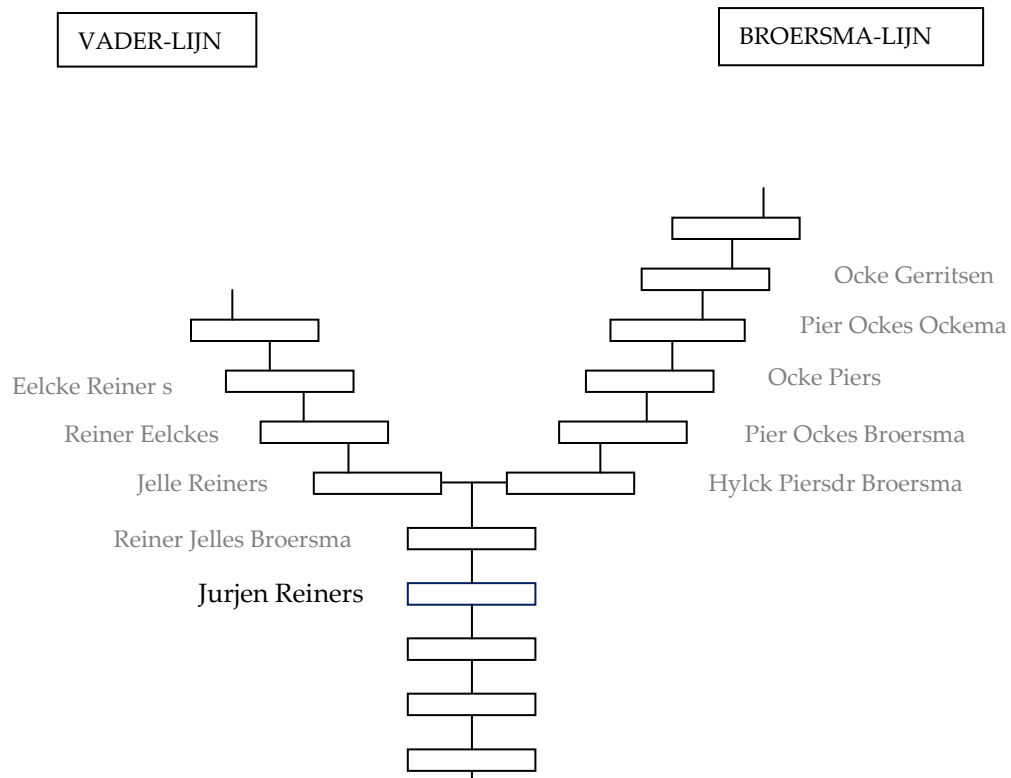 VADER-LIJN
BROERSMA-LIJN
Ocke Gerritsen
Pier Ockes Ockema
Ocke Piers
Eelcke Reiner s
Reiner Eelckes
Pier Ockes Broersma
Jelle Reiners
Hylck Piersdr Broersma
Reiner Jelles Broersma
Jurjen Reiners